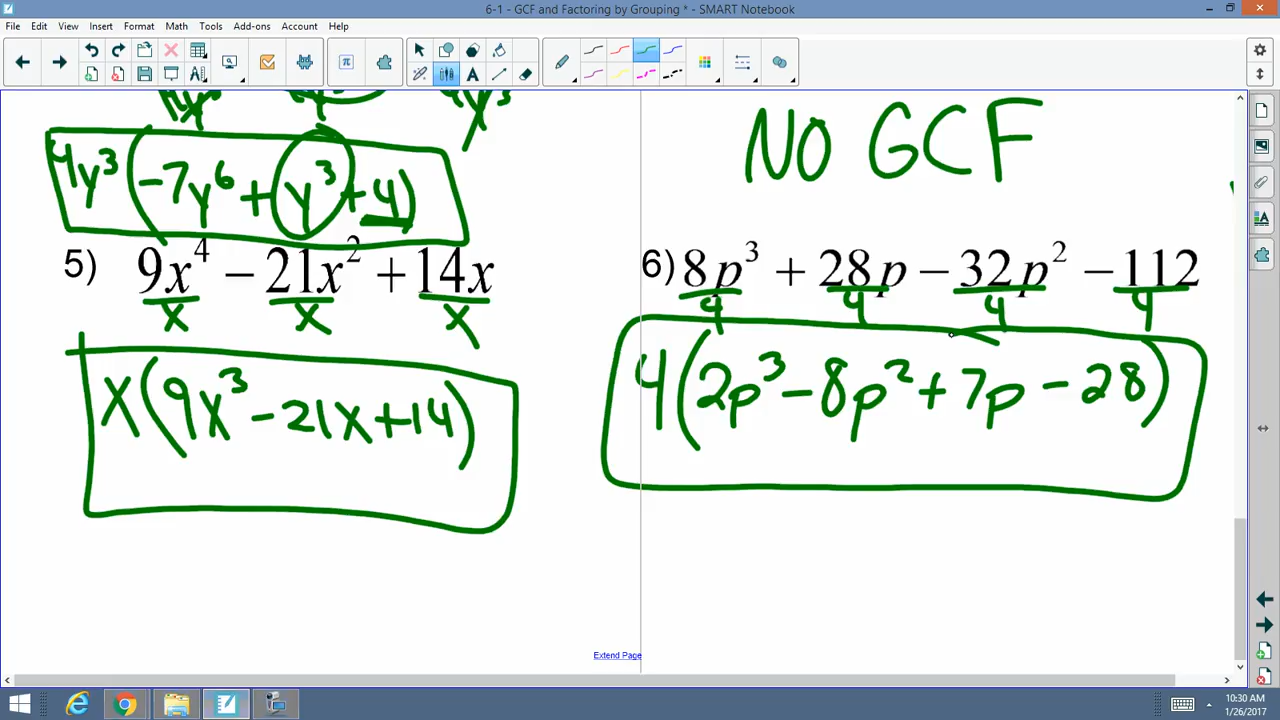 6-1 - GCF and Factoring by Grouping * - SMART Notebook
File Edit View Insert Format Math Tools Add-ons Account Help
4y³(-7y⁶ + y³ + 4)
NO GCF
5) 9x⁴ − 21x² + 14x
x x x
x(9x³ - 21x + 14)
6) 8p³ + 28p − 32p² − 112
4 4 4 4
4(2p³ - 8p² + 7p - 28)
Extend Page
10:30 AM
1/26/2017